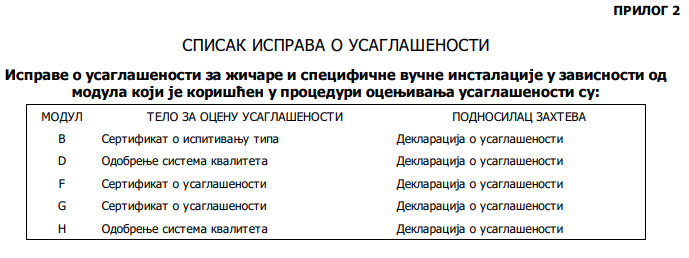 ПРИЛОГ 2
СПИСАК ИСПРАВА О УСАГЛАШЕНОСТИ
Исправе о усаглашености за жичаре и специфичне вучне инсталације у зависности од
модула који је коришћен у процедури оцењивања усаглашености су:
МОДУЛ ТЕЛО ЗА ОЦЕНУ УСАГЛАШЕНОСТИ ПОДНОСИЛАЦ ЗАХТЕВА
B Сертификат о испитивању типа Декларација о усаглашености
D Одобрење система квалитета Декларација о усаглашености
F Сертификат о усаглашености Декларација о усаглашености
G Сертификат о усаглашености Декларација о усаглашености
H Одобрење система квалитета Декларација о усаглашености